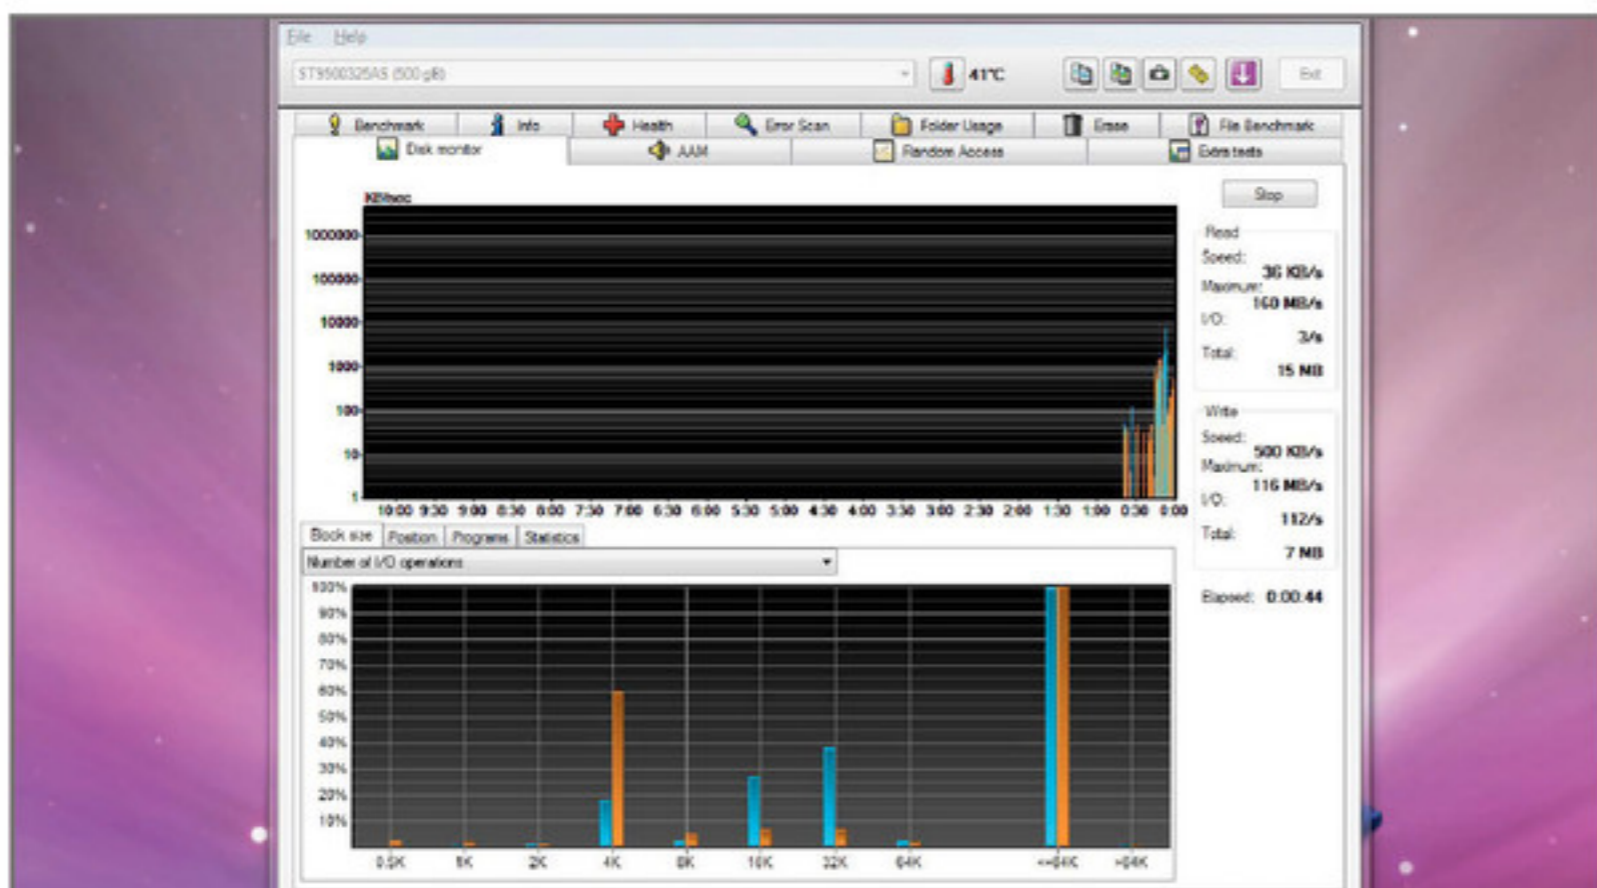 File Help
ST9500325AS (500 gB)
41°C
Exit
Benchmark Info Health Error Scan Folder Usage Erase File Benchmark
Disk monitor AAM Random Access Extra tests
KB/sec
Stop
1000000
100000
10000
1000
100
10
1
10:00 9:30 9:00 8:30 8:00 7:30 7:00 6:30 6:00 5:30 5:00 4:30 4:00 3:30 3:00 2:30 2:00 1:30 1:00 0:30 0:00
Read
Speed:
36 KB/s
Maximum:
160 MB/s
I/O:
3/s
Total:
15 MB
Write
Speed:
500 KB/s
Maximum:
116 MB/s
I/O:
112/s
Total:
7 MB
Elapsed: 0:00:44
Block size Position Programs Statistics
Number of I/O operations
100%
90%
80%
70%
60%
50%
40%
30%
20%
10%
0.5K 1K 2K 4K 8K 16K 32K 64K <=64K >64K